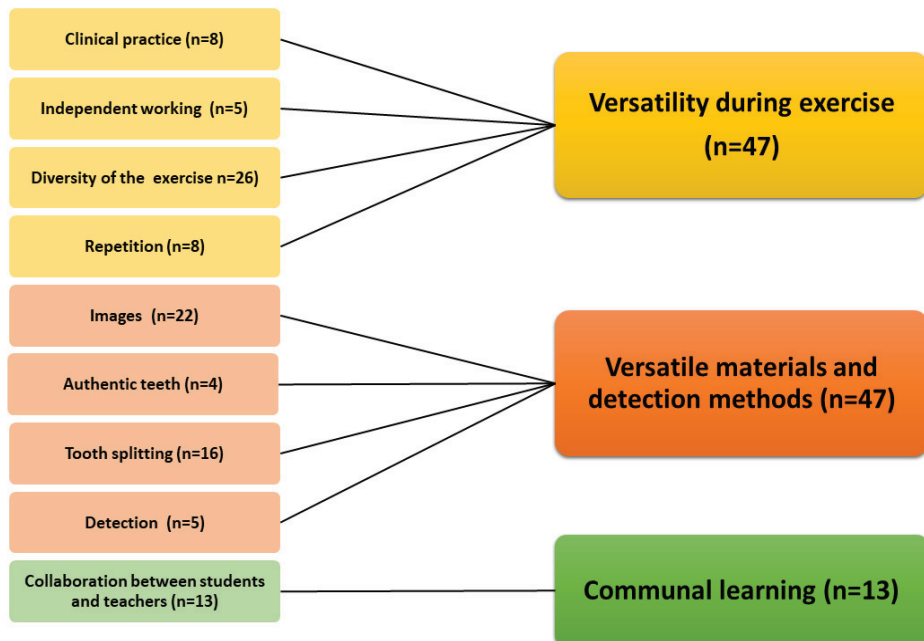 Clinical practice (n=8)
Independent working (n=5)
Diversity of the exercise n=26)
Repetition (n=8)
Images (n=22)
Authentic teeth (n=4)
Tooth splitting (n=16)
Detection (n=5)
Collaboration between students
and teachers (n=13)
Versatility during exercise
(n=47)
Versatile materials and
detection methods (n=47)
Communal learning (n=13)